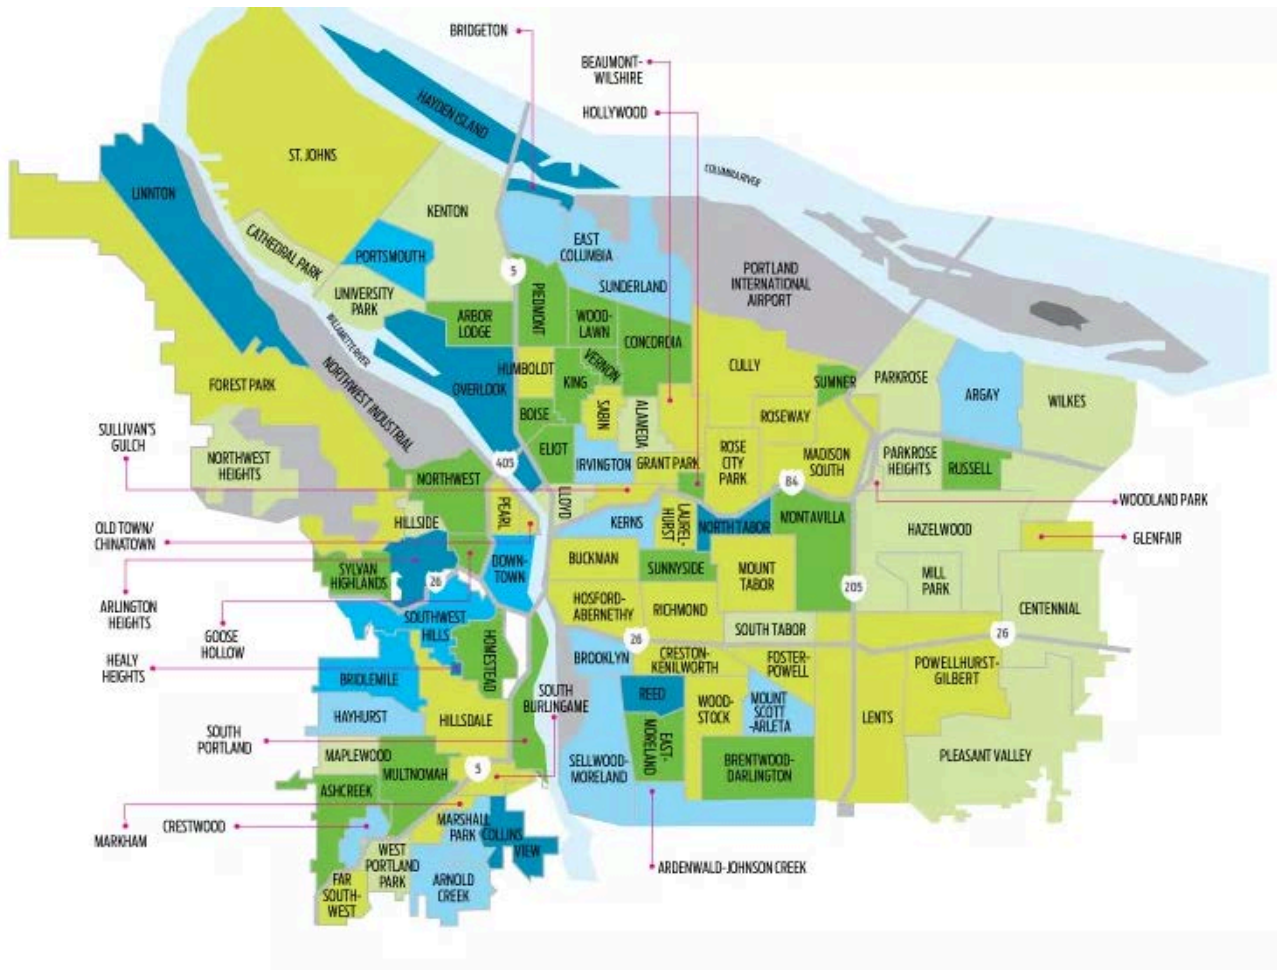 BRIDGETON
BEAUMONT-
WILSHIRE
HOLLYWOOD
HAYDEN ISLAND
COLUMBIA RIVER
ST. JOHNS
LINNTON
KENTON
CATHEDRAL PARK
PORTSMOUTH
EAST
COLUMBIA
SUNDERLAND
PORTLAND
INTERNATIONAL
AIRPORT
5
UNIVERSITY
PARK
ARBOR
LODGE
PIEDMONT
WOOD-
LAWN
CONCORDIA
WILLAMETTE RIVER
NORTHWEST INDUSTRIAL
FOREST PARK
OVERLOOK
HUMBOLDT
KING
VERNON
CULLY
SUMNER
PARKROSE
ARGAY
WILKES
BOISE
SABIN
ALAMEDA
ROSEWAY
SULLIVAN'S
GULCH
NORTHWEST
HEIGHTS
ELIOT
IRVINGTON
GRANT PARK
ROSE
CITY
PARK
MADISON
SOUTH
PARKROSE
HEIGHTS
RUSSELL
405
84
NORTHWEST
WOODLAND PARK
PEARL
LLOYD
HILLSIDE
KERNS
LAUREL-
HURST
NORTH TABOR
MONTAVILLA
HAZELWOOD
GLENFAIR
OLD TOWN/
CHINATOWN
DOWN-
TOWN
BUCKMAN
SUNNYSIDE
MOUNT
TABOR
SYLVAN
HIGHLANDS
26
205
MILL
PARK
CENTENNIAL
ARLINGTON
HEIGHTS
HOSFORD-
ABERNETHY
RICHMOND
SOUTH TABOR
GOOSE
HOLLOW
SOUTHWEST
HILLS
HOMESTEAD
26
26
HEALY
HEIGHTS
BROOKLYN
CRESTON-
KENILWORTH
FOSTER-
POWELL
POWELLHURST-
GILBERT
BRIDLEMILE
SOUTH
BURLINGAME
REED
WOOD-
STOCK
MOUNT
SCOTT
-ARLETA
LENTS
HAYHURST
HILLSDALE
SOUTH
PORTLAND
EAST-
MORELAND
MAPLEWOOD
MULTNOMAH
5
SELLWOOD-
MORELAND
BRENTWOOD-
DARLINGTON
PLEASANT VALLEY
ASHCREEK
MARKHAM
CRESTWOOD
MARSHALL
PARK
COLLINS
VIEW
WEST
PORTLAND
PARK
ARDENWALD-JOHNSON CREEK
FAR
SOUTH-
WEST
ARNOLD
CREEK